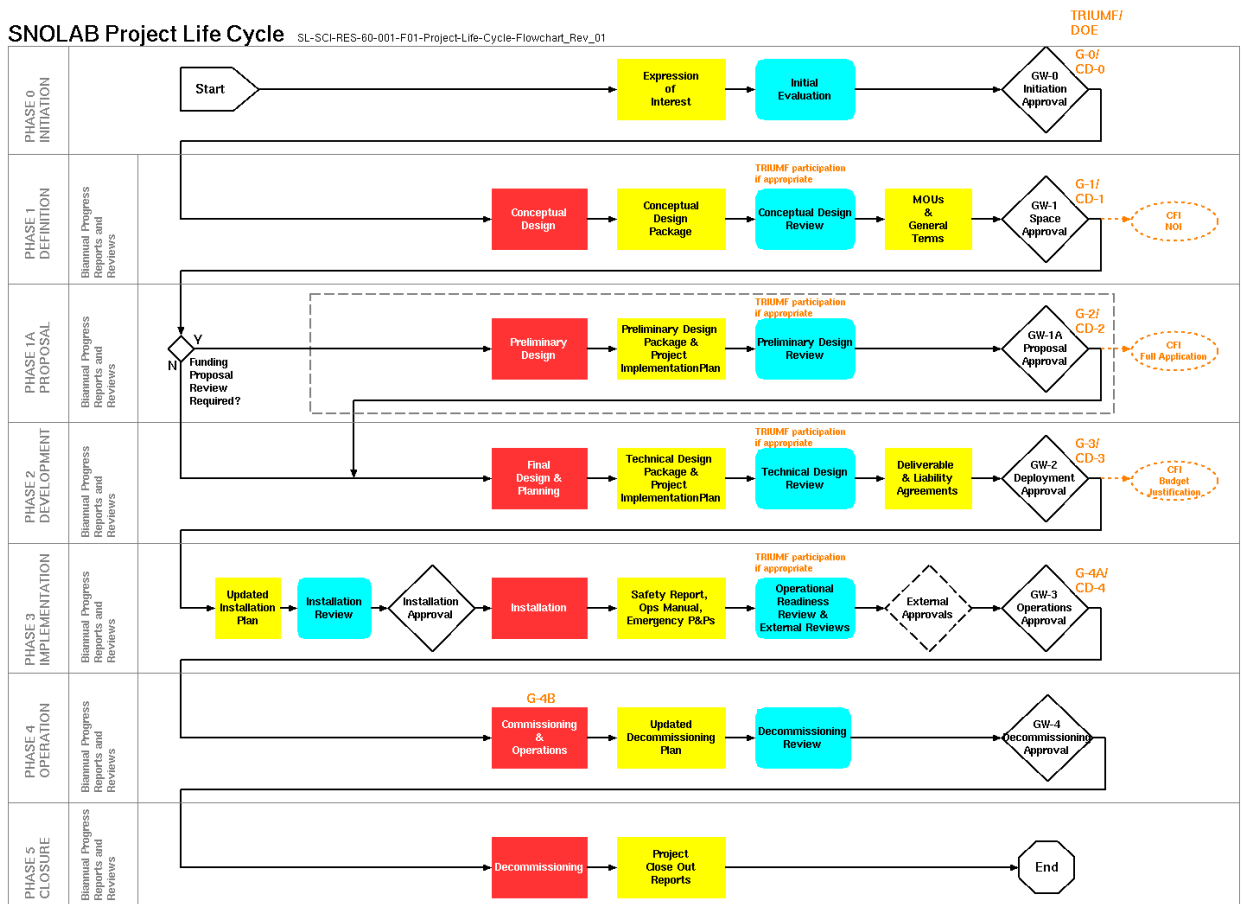 SNOLAB Project Life Cycle SL-SCI-RES-60-001-F01-Project-Life-Cycle-Flowchart_Rev_01
TRIUMF/
DOE
PHASE 0
INITIATION
Start
Expression
of
Interest
Initial
Evaluation
GW-0
Initiation
Approval
G-0/
CD-0
PHASE 1
DEFINITION
Biannual Progress
Reports and
Reviews
Conceptual
Design
Conceptual
Design
Package
TRIUMF participation
if appropriate
Conceptual Design
Review
MOUs
&
General
Terms
GW-1
Space
Approval
G-1/
CD-1
CFI
NOI
PHASE 1A
PROPOSAL
Biannual Progress
Reports and
Reviews
Y
N
Funding
Proposal
Review
Required?
Preliminary
Design
Preliminary Design
Package &
Project
Implementation Plan
TRIUMF participation
if appropriate
Preliminary Design
Review
GW-1A
Proposal
Approval
G-2/
CD-2
CFI
Full Application
PHASE 2
DEVELOPMENT
Biannual Progress
Reports and
Reviews
Final
Design &
Planning
Technical Design
Package &
Project
Implementation Plan
TRIUMF participation
if appropriate
Technical Design
Review
Deliverable
& Liability
Agreements
GW-2
Deployment
Approval
G-3/
CD-3
CFI
Budget
Justification
PHASE 3
IMPLEMENTATION
Biannual Progress
Reports and
Reviews
Updated
Installation
Plan
Installation
Review
Installation
Approval
Installation
Safety Report,
Ops Manual,
Emergency P&Ps
TRIUMF participation
if appropriate
Operational
Readiness
Review &
External Reviews
External
Approvals
GW-3
Operations
Approval
G-4A/
CD-4
PHASE 4
OPERATION
Biannual Progress
Reports and
Reviews
G-4B
Commissioning
&
Operations
Updated
Decommissioning
Plan
Decommissioning
Review
GW-4
Decommissioning
Approval
PHASE 5
CLOSURE
Biannual Progress
Reports and
Reviews
Decommissioning
Project
Close Out
Reports
End